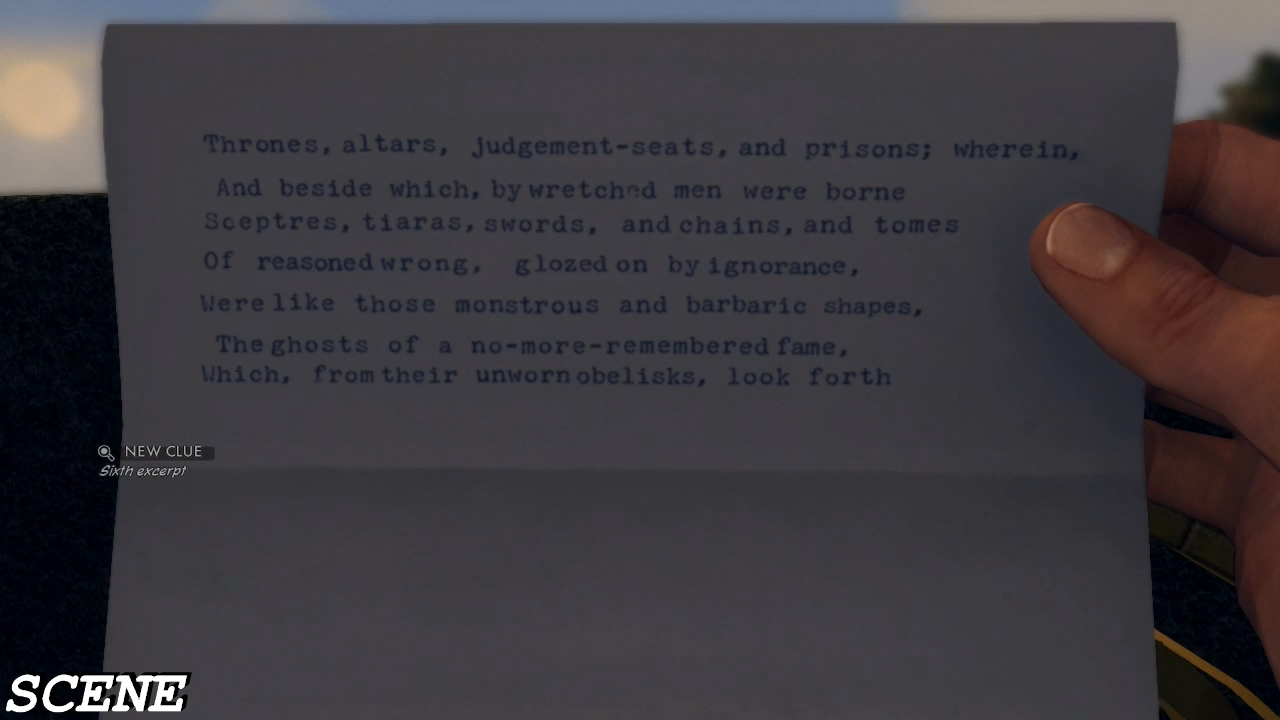 Thrones, altars, judgement-seats, and prisons; wherein,
And beside which, by wretched men were borne
Sceptres, tiaras, swords, and chains, and tomes
Of reasoned wrong, glozed on by ignorance,
Were like those monstrous and barbaric shapes,
The ghosts of a no-more-remembered fame,
Which, from their unworn obelisks, look forth
NEW CLUE
Sixth excerpt
SCENE